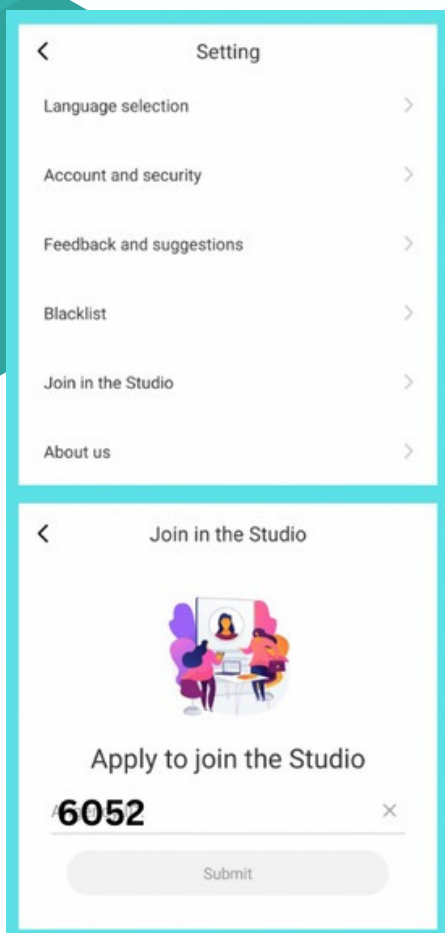 Setting
Language selection
Account and security
Feedback and suggestions
Blacklist
Join in the Studio
About us
Join in the Studio
Apply to join the Studio
6052
Submit